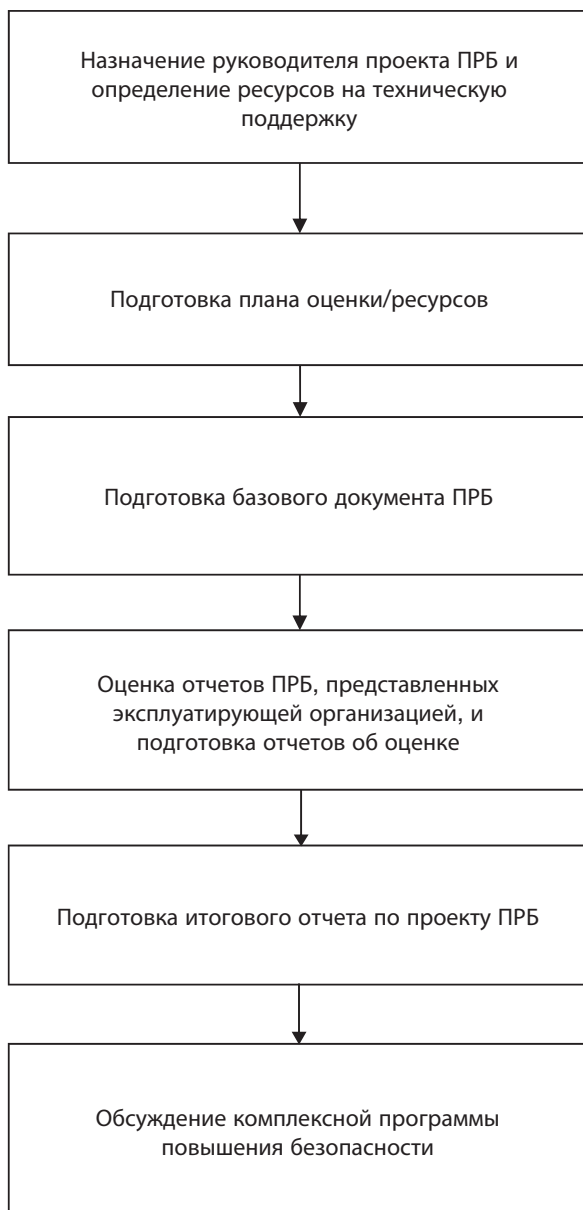 Назначение руководителя проекта ПРБ и
определение ресурсов на техническую
поддержку
Подготовка плана оценки/ресурсов
Подготовка базового документа ПРБ
Оценка отчетов ПРБ, представленных
эксплуатирующей организацией, и
подготовка отчетов об оценке
Подготовка итогового отчета по проекту ПРБ
Обсуждение комплексной программы
повышения безопасности